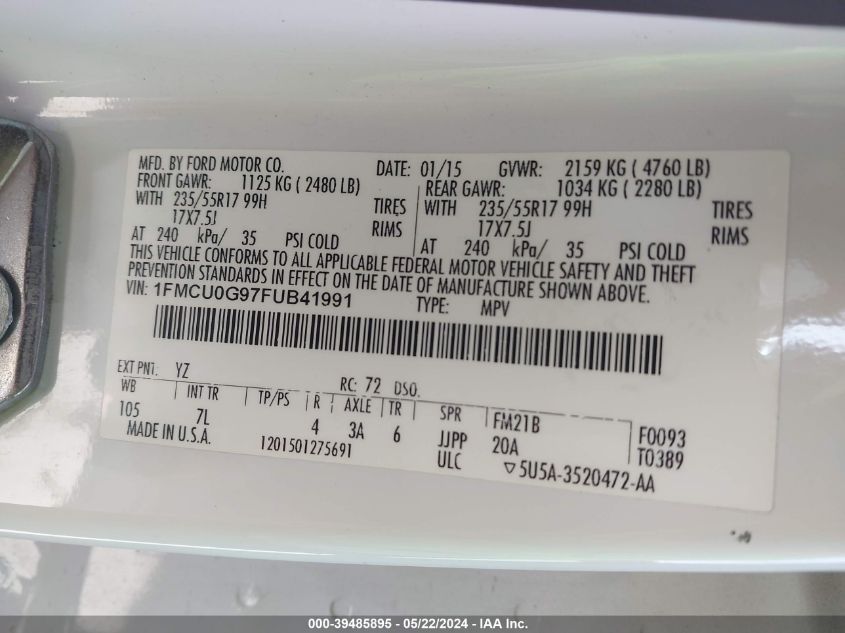 MFD. BY FORD MOTOR CO. DATE: 01/15 GVWR: 2159 KG ( 4760 LB)
FRONT GAWR: 1125 KG ( 2480 LB) REAR GAWR: 1034 KG ( 2280 LB)
WITH 235/55R17 99H TIRES WITH 235/55R17 99H TIRES
17X7.5J RIMS 17X7.5J RIMS
AT 240 kPa/ 35 PSI COLD AT 240 kPa/ 35 PSI COLD
THIS VEHICLE CONFORMS TO ALL APPLICABLE FEDERAL MOTOR VEHICLE SAFETY AND THEFT
PREVENTION STANDARDS IN EFFECT ON THE DATE OF MANUFACTURE SHOWN ABOVE.
VIN: 1FMCU0G97FUB41991 TYPE: MPV
EXT PNT: YZ RC: 72 DSO:
WB INT TR TP/PS R AXLE TR SPR FM21B F0093
105 7L 4 3A 6 JJPP 20A T0389
MADE IN U.S.A. 1201501275691 ULC ▽5U5A-3520472-AA
000-39485895 - 05/22/2024 - IAA Inc.